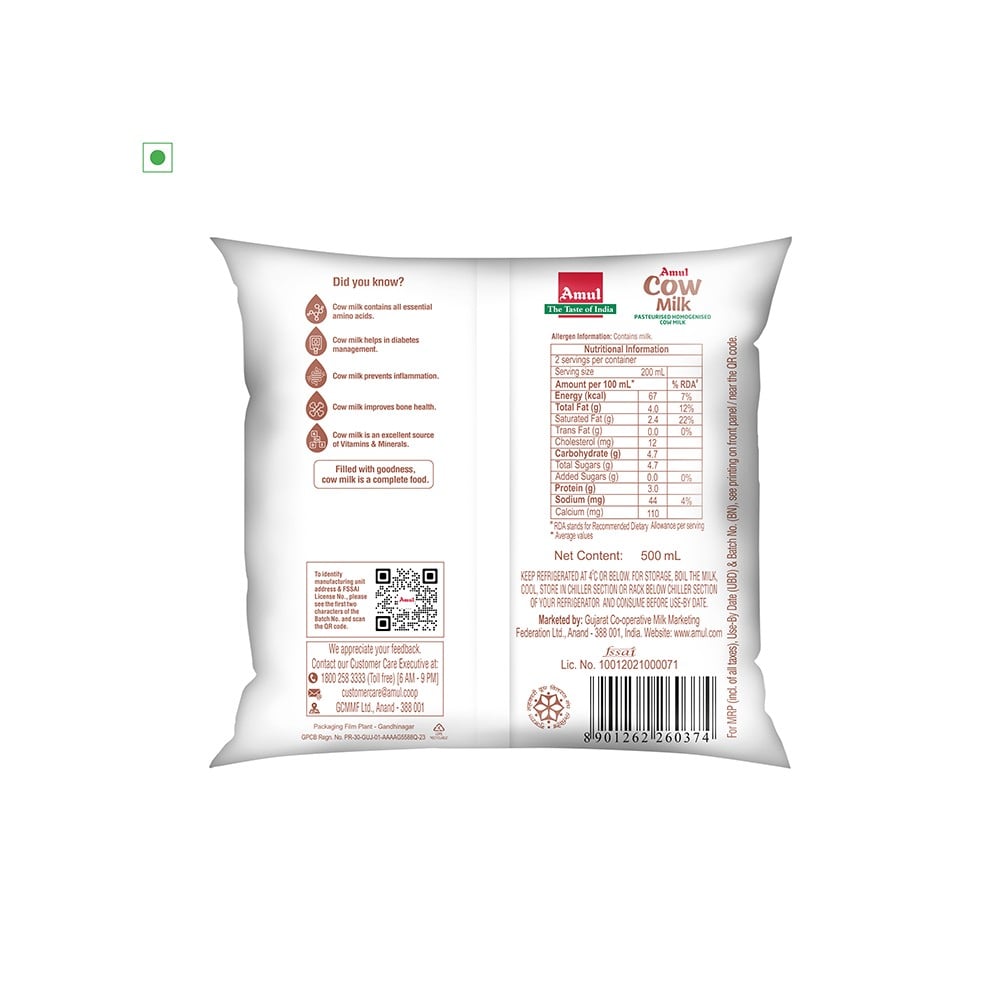 Did you know?
Cow milk contains all essential
amino acids.
Cow milk helps in diabetes
management.
Cow milk prevents inflammation.
Cow milk improves bone health.
Cow milk is an excellent source
of Vitamins & Minerals.
Filled with goodness,
cow milk is a complete food.
To identify
manufacturing unit
address & FSSAI
License No., please
see the first two
characters of the
Batch No. and scan
the QR code.
Amul
We appreciate your feedback.
Contact our Customer Care Executive at:
1800 258 3333 (Toll free) [6 AM - 9 PM]
customercare@amul.coop
GCMMF Ltd., Anand - 388 001
Packaging Film Plant - Gandhinagar
GPCB Regn. No. PR-30-GUJ-01-AAAAG5588Q-23
Amul
The Taste of India
Amul
Cow
Milk
PASTEURISED HOMOGENISED
COW MILK
Allergen Information: Contains milk.
Nutritional Information
2 servings per container
Serving size 200 mL
Amount per 100 mL* % RDA#
Energy (kcal) 67 7%
Total Fat (g) 4.0 12%
Saturated Fat (g) 2.4 22%
Trans Fat (g) 0.0 0%
Cholesterol (mg) 12
Carbohydrate (g) 4.7
Total Sugars (g) 4.7
Added Sugars (g) 0.0 0%
Protein (g) 3.0
Sodium (mg) 44 4%
Calcium (mg) 110
#RDA stands for Recommended Dietary Allowance per serving
* Average values
Net Content: 500 mL
KEEP REFRIGERATED AT 4°C OR BELOW. FOR STORAGE, BOIL THE MILK,
COOL, STORE IN CHILLER SECTION OR RACK BELOW CHILLER SECTION
OF YOUR REFRIGERATOR AND CONSUME BEFORE USE-BY DATE.
Marketed by: Gujarat Co-operative Milk Marketing
Federation Ltd., Anand - 388 001, India. Website: www.amul.com
fssai
Lic. No. 10012021000071
8 901262 260374
For MRP (incl. of all taxes), Use-By Date (UBD) & Batch No. (BN), see printing on front panel / near the QR code.